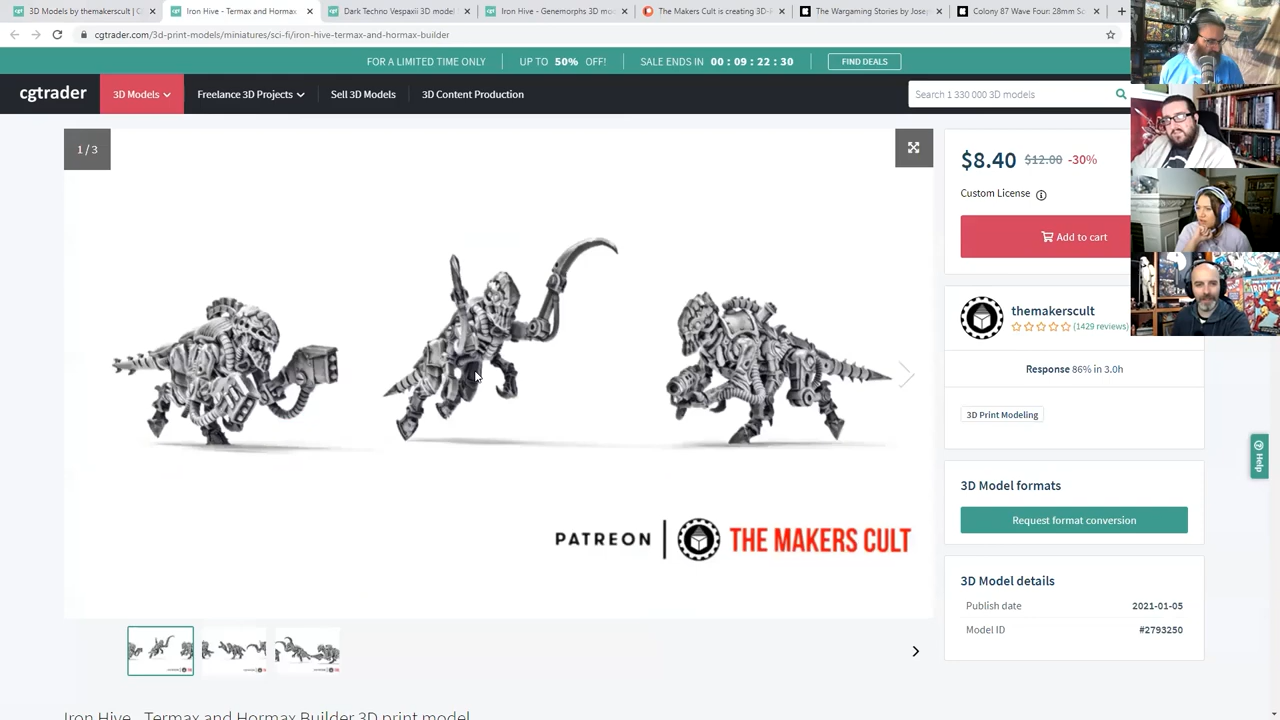 3D Models by themakerscult | C
Iron Hive - Termax and Hormax
Dark Techno Vespaxii 3D model
Iron Hive - Genemorphs 3D mo
The Makers Cult is creating 3D-
The Wargaming Stories by Josep
Colony 87 Wave Four: 28mm Sc
cgtrader.com/3d-print-models/miniatures/sci-fi/iron-hive-termax-and-hormax-builder
FOR A LIMITED TIME ONLY
UP TO 50% OFF!
SALE ENDS IN 00 : 09 : 22 : 30
FIND DEALS
cgtrader
3D Models
Freelance 3D Projects
Sell 3D Models
3D Content Production
Search 1 330 000 3D models
1 / 3
$8.40 $12.00 -30%
Custom License
Add to cart
themakerscult
(1429 reviews)
Response 86% in 3.0h
3D Print Modeling
Help
3D Model formats
Request format conversion
PATREON | THE MAKERS CULT
3D Model details
Publish date 2021-01-05
Model ID #2793250
Iron Hive - Termax and Hormax Builder 3D print model